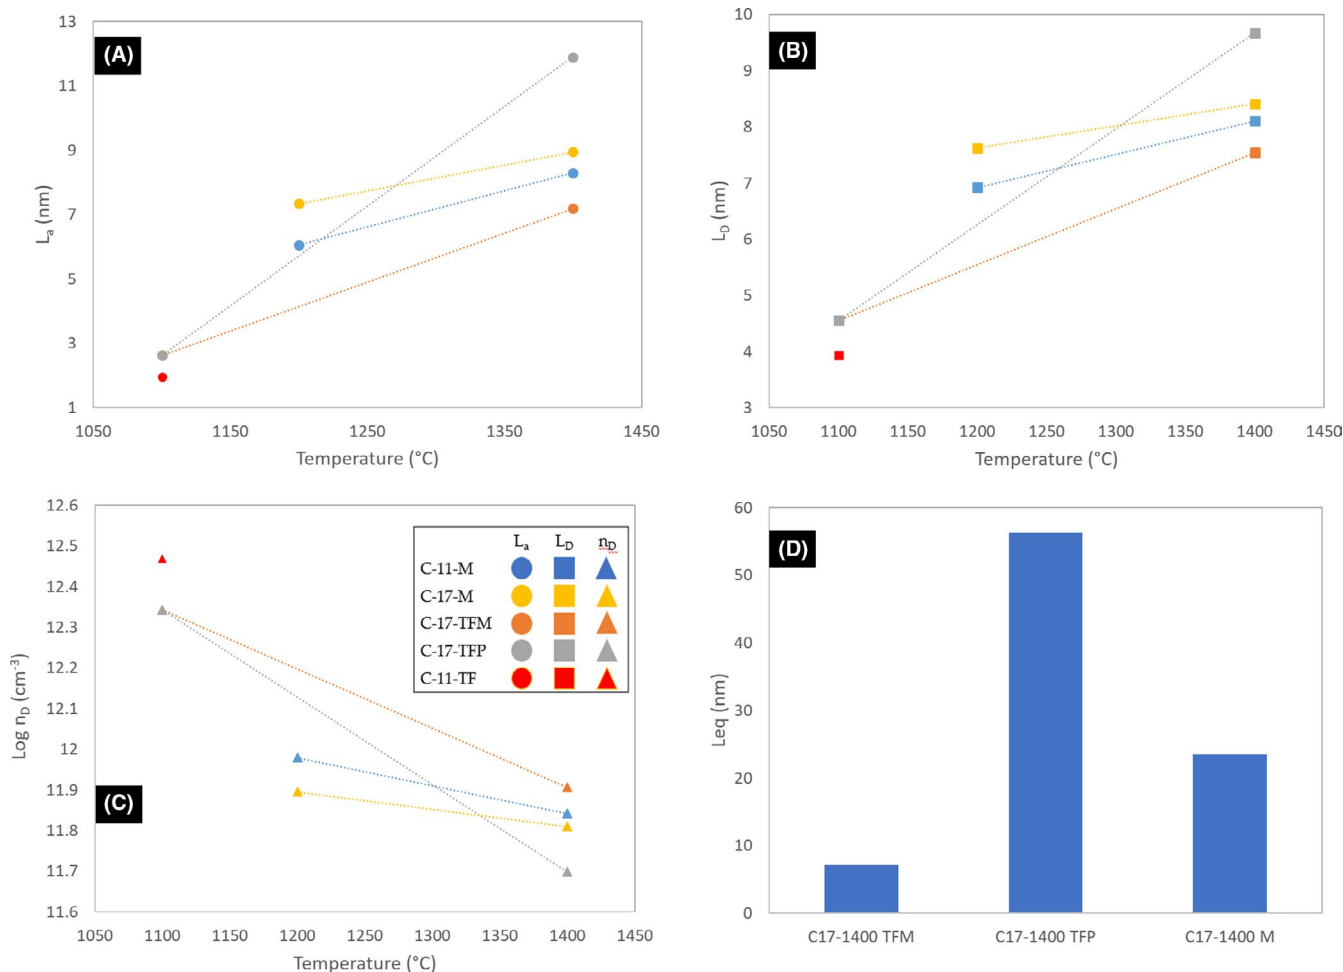 (A)
13
11
9
7
5
3
1
Lₐ (nm)
1050 1150 1250 1350 1450
Temperature (°C)
(B)
10
9
8
7
6
5
4
3
L_D (nm)
1050 1100 1150 1200 1250 1300 1350 1400 1450
Temperature (°C)
(C)
12.6
12.5
12.4
12.3
12.2
12.1
12
11.9
11.8
11.7
11.6
Log n_D (cm⁻³)
1050 1100 1150 1200 1250 1300 1350 1400 1450
Temperature (°C)
Lₐ L_D n_D
C-11-M
C-17-M
C-17-TFM
C-17-TFP
C-11-TF
(D)
60
50
40
30
20
10
0
Leq (nm)
C17-1400 TFM C17-1400 TFP C17-1400 M